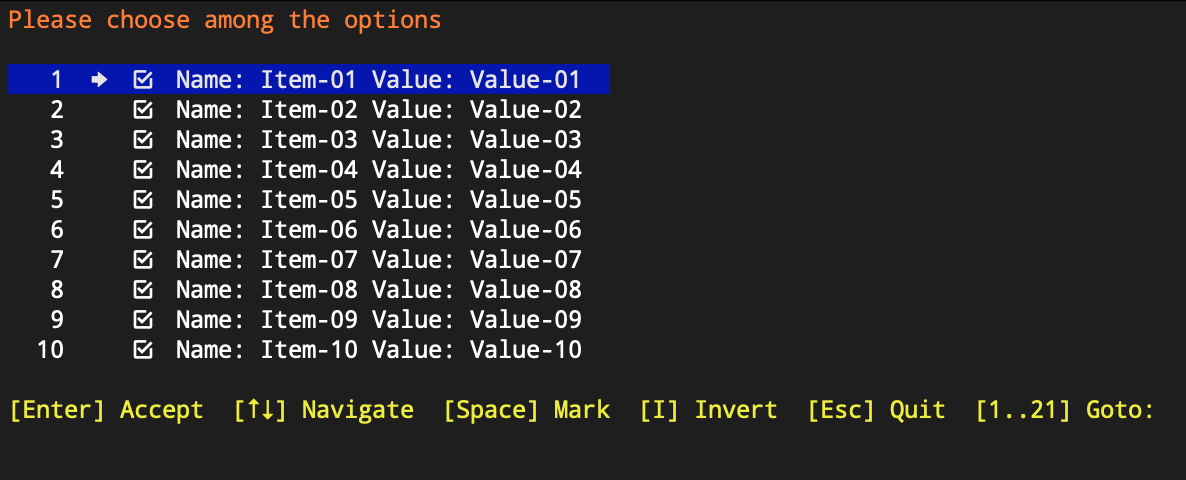 Please choose among the options
1 🡆 ☑ Name: Item-01 Value: Value-01
2 ☑ Name: Item-02 Value: Value-02
3 ☑ Name: Item-03 Value: Value-03
4 ☑ Name: Item-04 Value: Value-04
5 ☑ Name: Item-05 Value: Value-05
6 ☑ Name: Item-06 Value: Value-06
7 ☑ Name: Item-07 Value: Value-07
8 ☑ Name: Item-08 Value: Value-08
9 ☑ Name: Item-09 Value: Value-09
10 ☑ Name: Item-10 Value: Value-10
[Enter] Accept [↑↓] Navigate [Space] Mark [I] Invert [Esc] Quit [1..21] Goto: